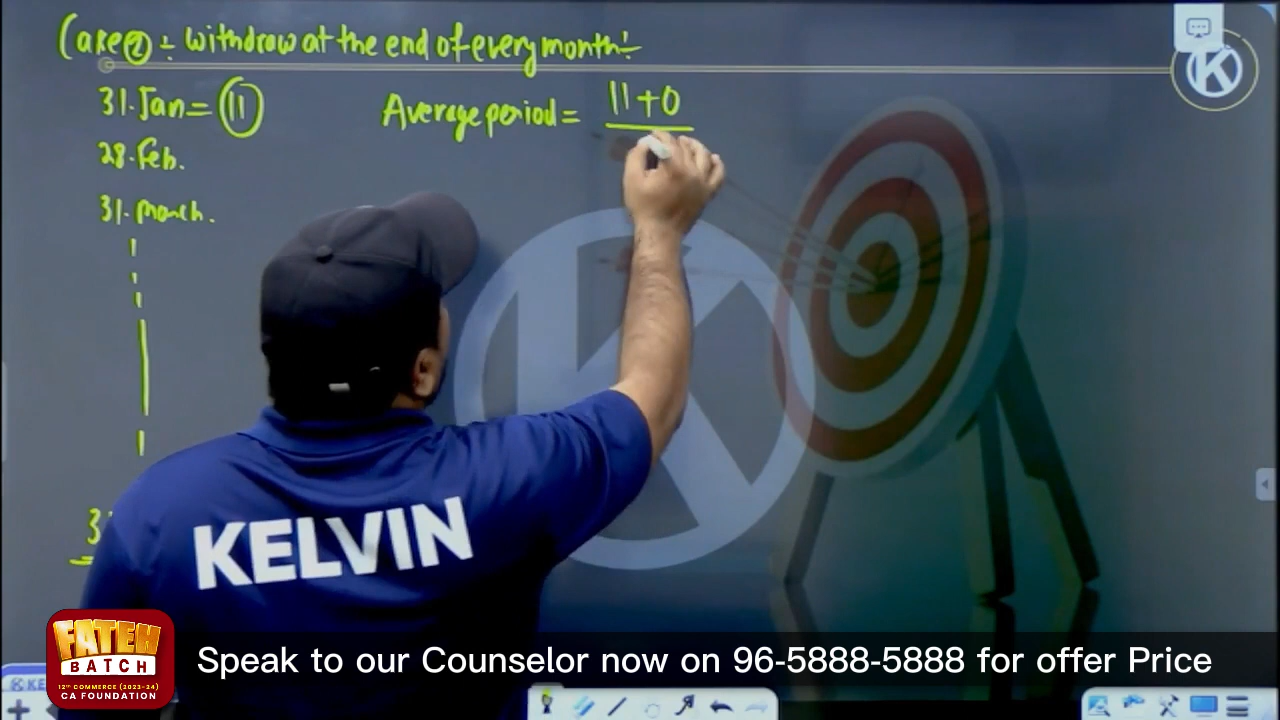 Case② :- Withdraw at the end of every month:-
31. Jan = 11
Average period = 11+0
28. Feb.
31. march.
3
K
KELVIN
FATEH
BATCH
12TH COMMERCE (2023-24)
CA FOUNDATION
Speak to our Counselor now on 96-5888-5888 for offer Price
KE